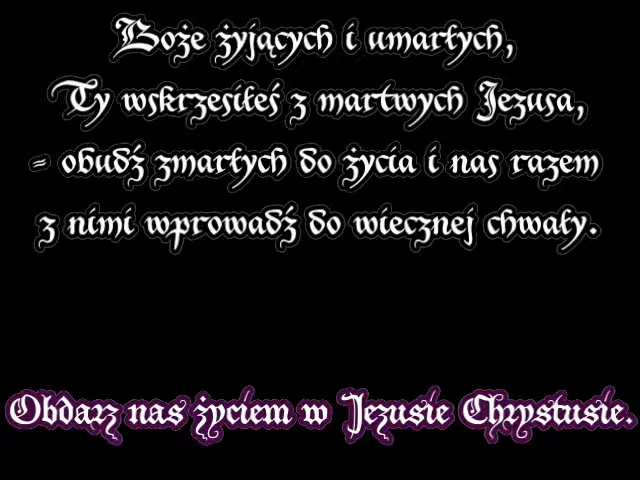 Boże żyjących i umarłych,
Ty wskrzesiłeś z martwych Jezusa,
- obudź zmarłych do życia i nas razem
z nimi wprowadź do wiecznej chwały.
Obdarz nas życiem w Jezusie Chrystusie.